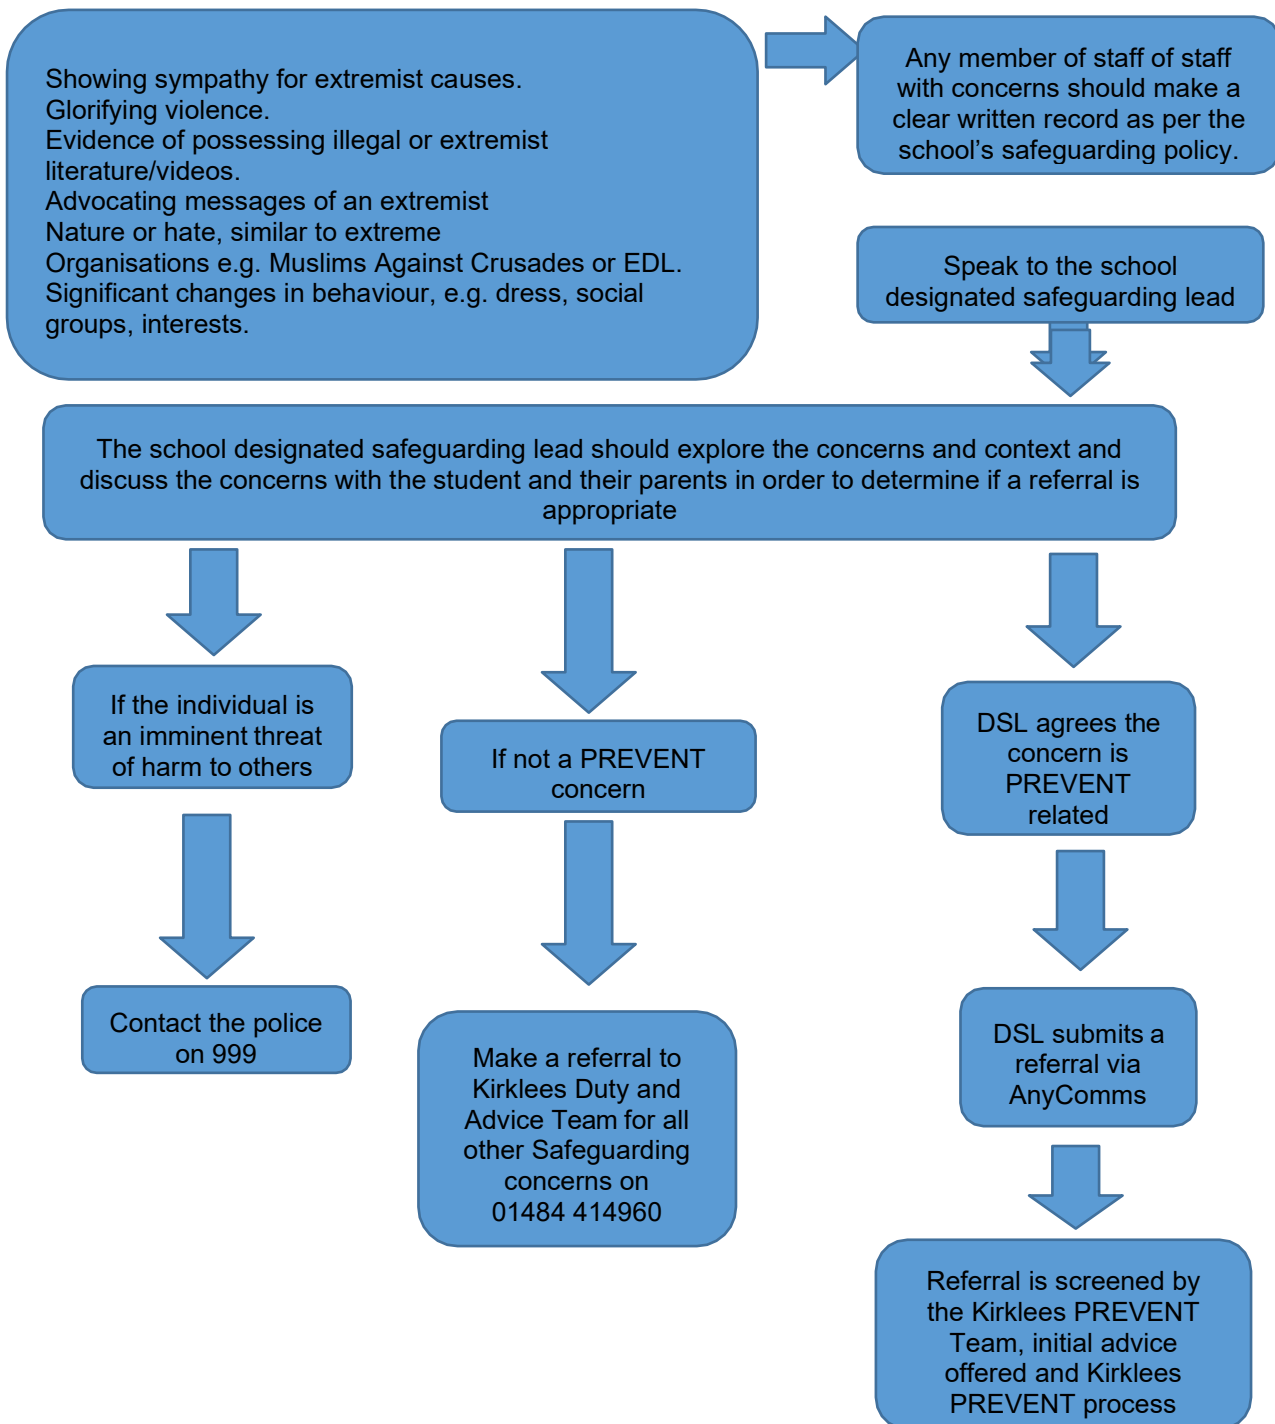 Showing sympathy for extremist causes.
Glorifying violence.
Evidence of possessing illegal or extremist
literature/videos.
Advocating messages of an extremist
Nature or hate, similar to extreme
Organisations e.g. Muslims Against Crusades or EDL.
Significant changes in behaviour, e.g. dress, social
groups, interests.
Any member of staff of staff
with concerns should make a
clear written record as per the
school’s safeguarding policy.
Speak to the school
designated safeguarding lead
The school designated safeguarding lead should explore the concerns and context and
discuss the concerns with the student and their parents in order to determine if a referral is
appropriate
If the individual is
an imminent threat
of harm to others
Contact the police
on 999
If not a PREVENT
concern
Make a referral to
Kirklees Duty and
Advice Team for all
other Safeguarding
concerns on
01484 414960
DSL agrees the
concern is
PREVENT
related
DSL submits a
referral via
AnyComms
Referral is screened by
the Kirklees PREVENT
Team, initial advice
offered and Kirklees
PREVENT process